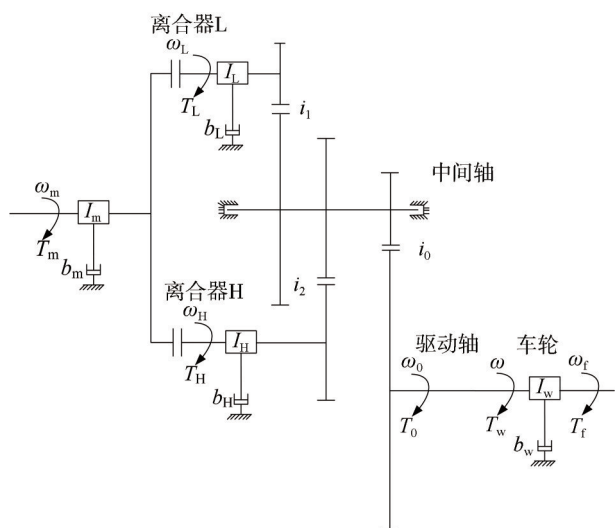 离合器L
ω_L
I_L
T_L
b_L
i_1
中间轴
ω_m
I_m
T_m
b_m
i_0
i_2
离合器H
ω_H
I_H
T_H
b_H
驱动轴
车轮
ω_0
ω
ω_f
I_w
T_0
T_w
T_f
b_w